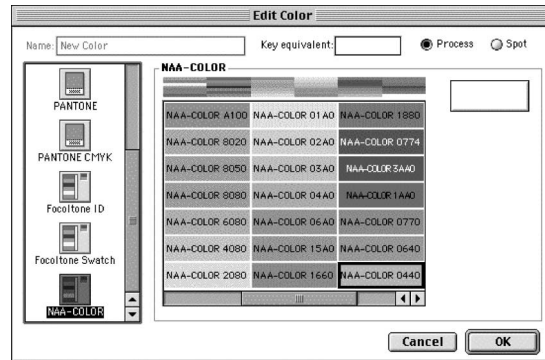 Edit Color
Name: New Color
Key equivalent:
Process
Spot
PANTONE
PANTONE CMYK
Focoltone ID
Focoltone Swatch
NAA-COLOR
NAA-COLOR
NAA-COLOR A100 NAA-COLOR 01A0 NAA-COLOR 1880
NAA-COLOR 8020 NAA-COLOR 02A0 NAA-COLOR 0774
NAA-COLOR 8050 NAA-COLOR 03A0 NAA-COLOR 3AA0
NAA-COLOR 8080 NAA-COLOR 04A0 NAA-COLOR 1AA0
NAA-COLOR 6080 NAA-COLOR 06A0 NAA-COLOR 0770
NAA-COLOR 4080 NAA-COLOR 15A0 NAA-COLOR 0640
NAA-COLOR 2080 NAA-COLOR 1660 NAA-COLOR 0440
Cancel
OK